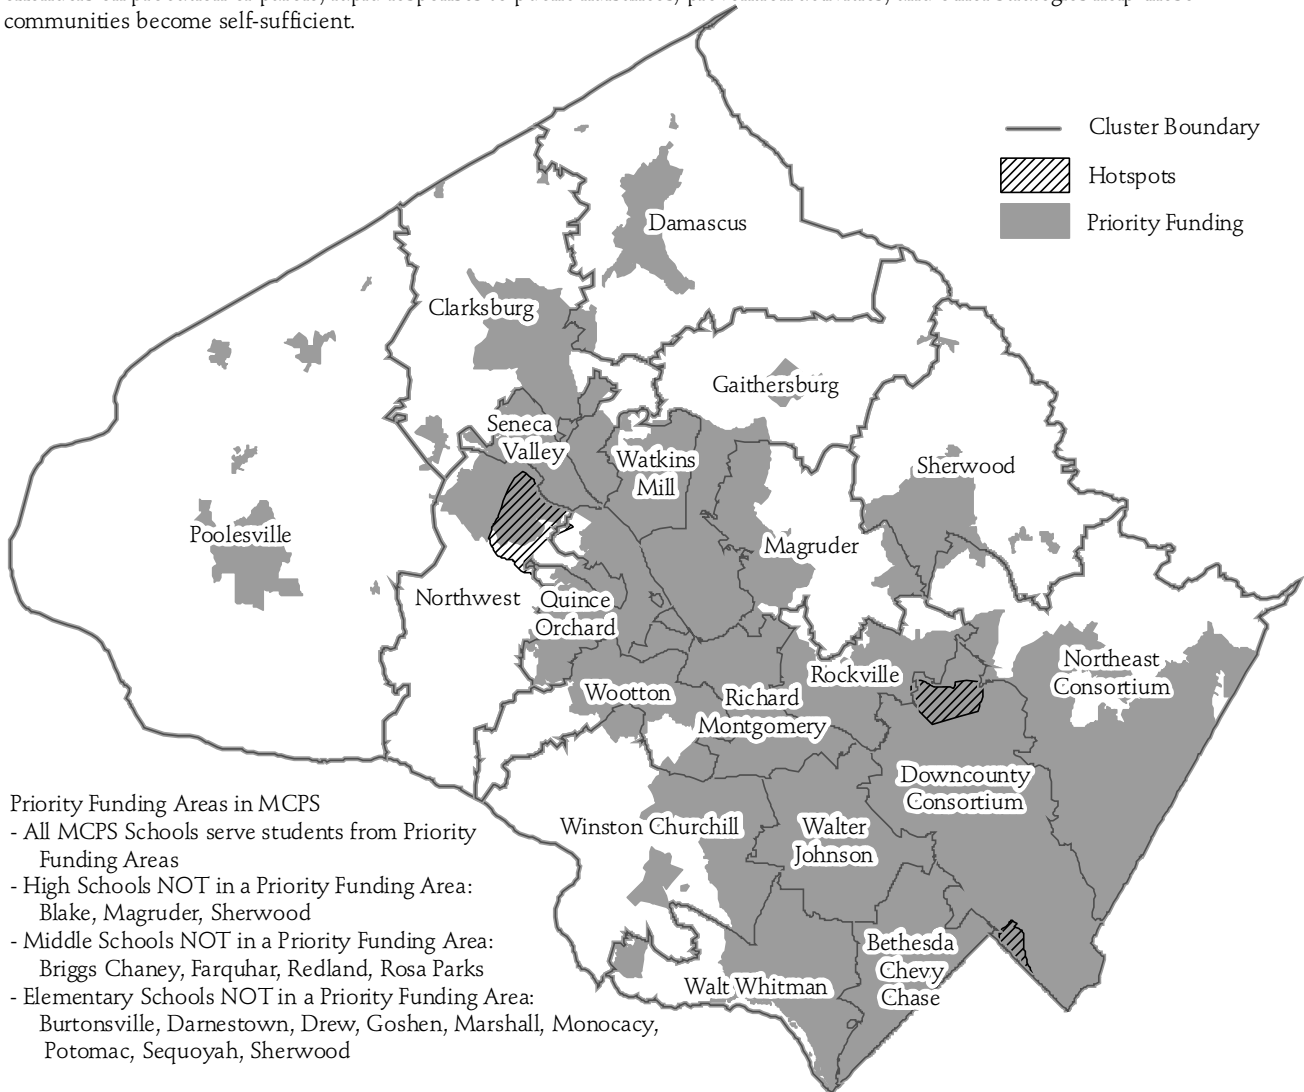 communities become self-sufficient.
Cluster Boundary
Hotspots
Priority Funding
Damascus
Clarksburg
Gaithersburg
Seneca
Valley
Watkins
Mill
Sherwood
Poolesville
Magruder
Northwest
Quince
Orchard
Northeast
Consortium
Rockville
Wootton
Richard
Montgomery
Downcounty
Consortium
Winston Churchill
Walter
Johnson
Bethesda
Chevy
Chase
Walt Whitman
Priority Funding Areas in MCPS
- All MCPS Schools serve students from Priority
Funding Areas
- High Schools NOT in a Priority Funding Area:
Blake, Magruder, Sherwood
- Middle Schools NOT in a Priority Funding Area:
Briggs Chaney, Farquhar, Redland, Rosa Parks
- Elementary Schools NOT in a Priority Funding Area:
Burtonsville, Darnestown, Drew, Goshen, Marshall, Monocacy,
Potomac, Sequoyah, Sherwood